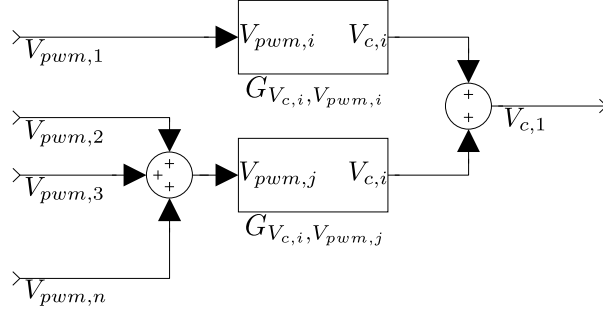 V_{pwm,1}
V_{pwm,i} V_{c,i}
G_{V_{c,i},V_{pwm,i}}
+
+
V_{c,1}
V_{pwm,2}
+
+
+
V_{pwm,3}
V_{pwm,j} V_{c,i}
G_{V_{c,i},V_{pwm,j}}
V_{pwm,n}